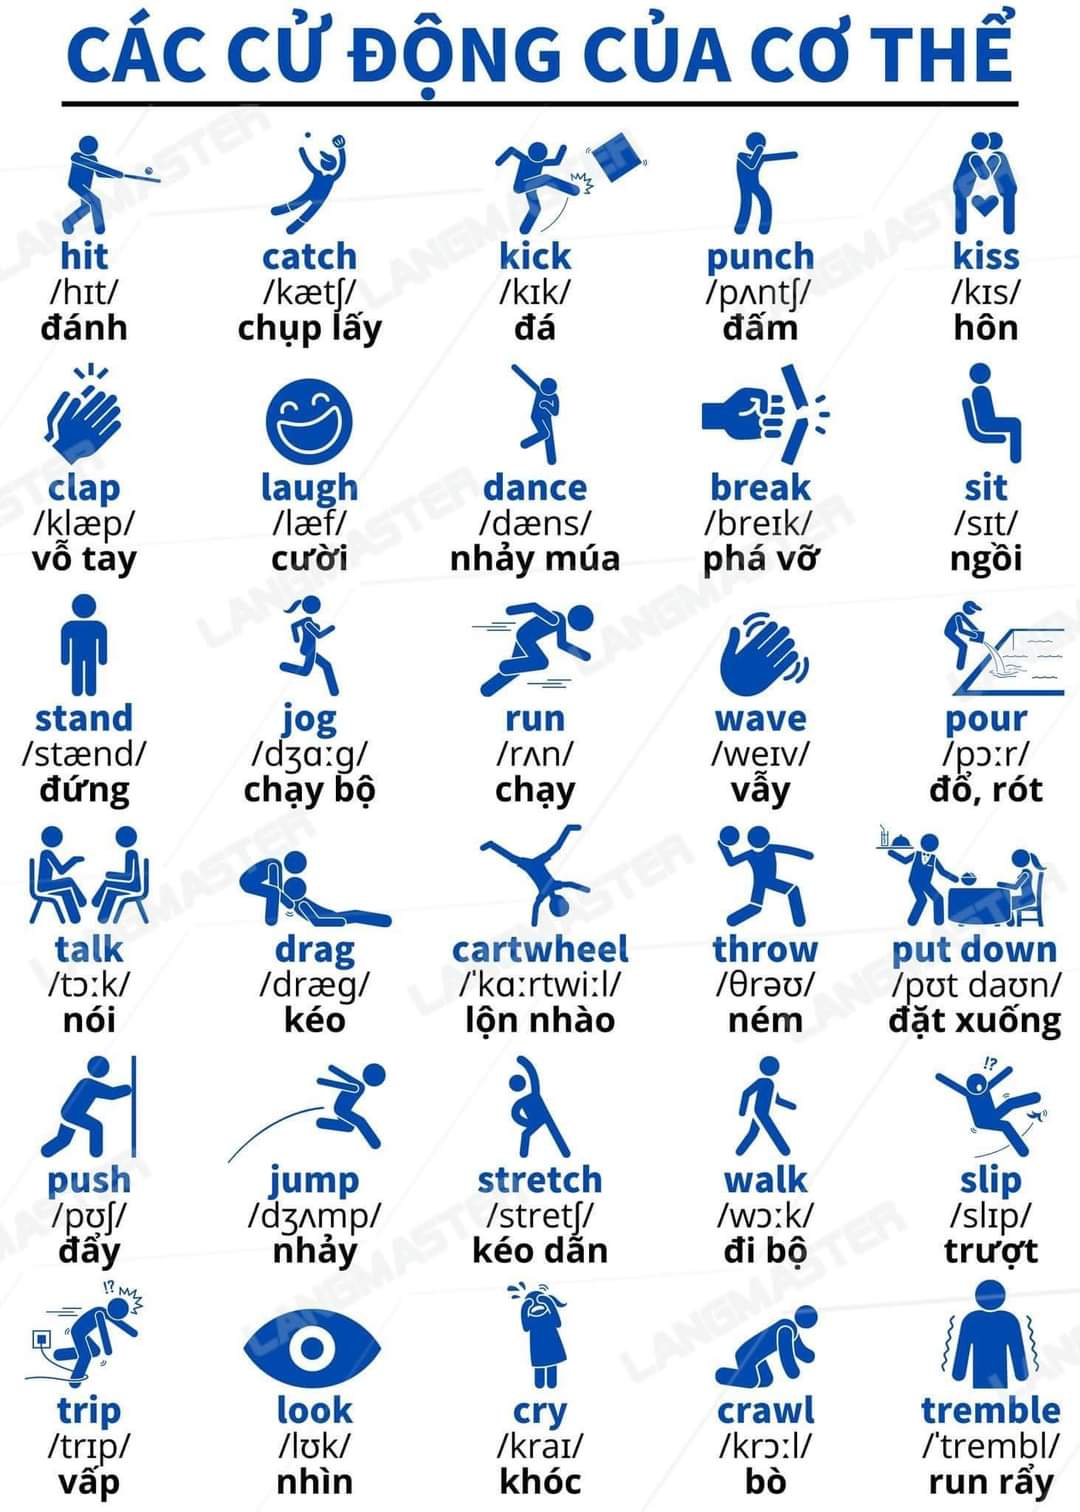 CÁC CỬ ĐỘNG CỦA CƠ THỂ
hit catch kick punch kiss
/hɪt/ /kætʃ/ /kɪk/ /pʌntʃ/ /kɪs/
đánh chụp lấy đá đấm hôn
clap laugh dance break sit
/klæp/ /læf/ /dæns/ /breɪk/ /sɪt/
vỗ tay cười nhảy múa phá vỡ ngồi
stand jog run wave pour
/stænd/ /dʒɑːg/ /rʌn/ /weɪv/ /pɔːr/
đứng chạy bộ chạy vẫy đổ, rót
talk drag cartwheel throw put down
/tɔːk/ /dræg/ /ˈkɑːrtwiːl/ /θrəʊ/ /pʊt daʊn/
nói kéo lộn nhào ném đặt xuống
!?
push jump stretch walk slip
/pʊʃ/ /dʒʌmp/ /stretʃ/ /wɔːk/ /slɪp/
đẩy nhảy kéo dãn đi bộ trượt
!?
trip look cry crawl tremble
/trɪp/ /lʊk/ /kraɪ/ /krɔːl/ /ˈtrembl/
vấp nhìn khóc bò run rẩy
LANGMASTER